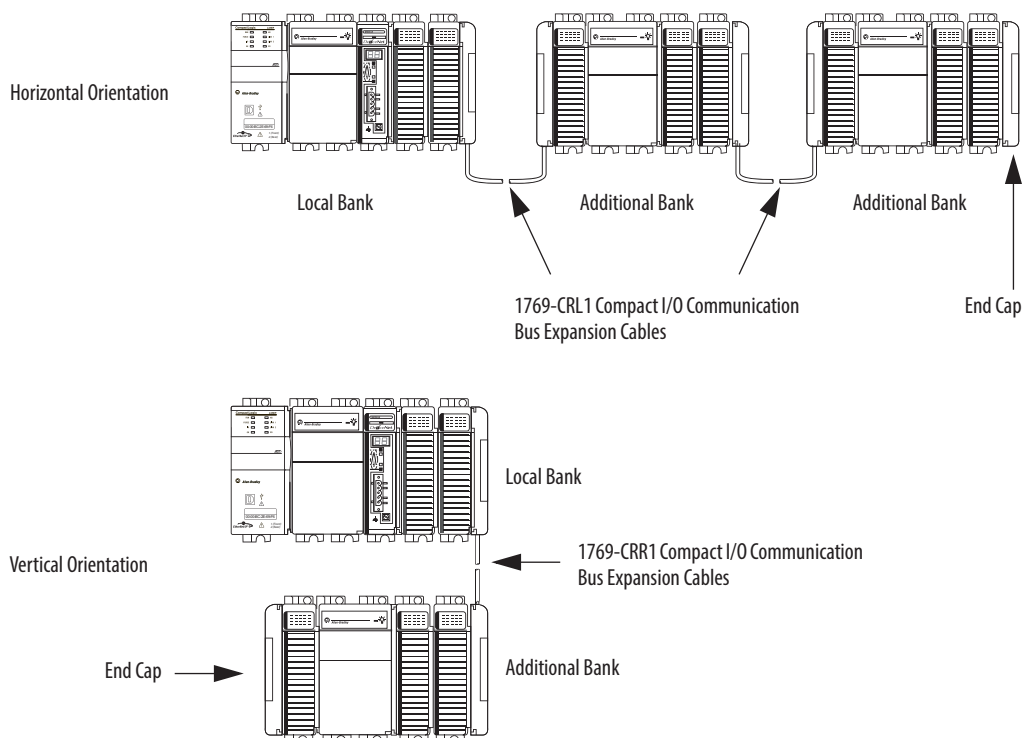 Horizontal Orientation
Local Bank
Additional Bank
Additional Bank
1769-CRL1 Compact I/O Communication
Bus Expansion Cables
End Cap
Local Bank
Vertical Orientation
1769-CRR1 Compact I/O Communication
Bus Expansion Cables
End Cap
Additional Bank